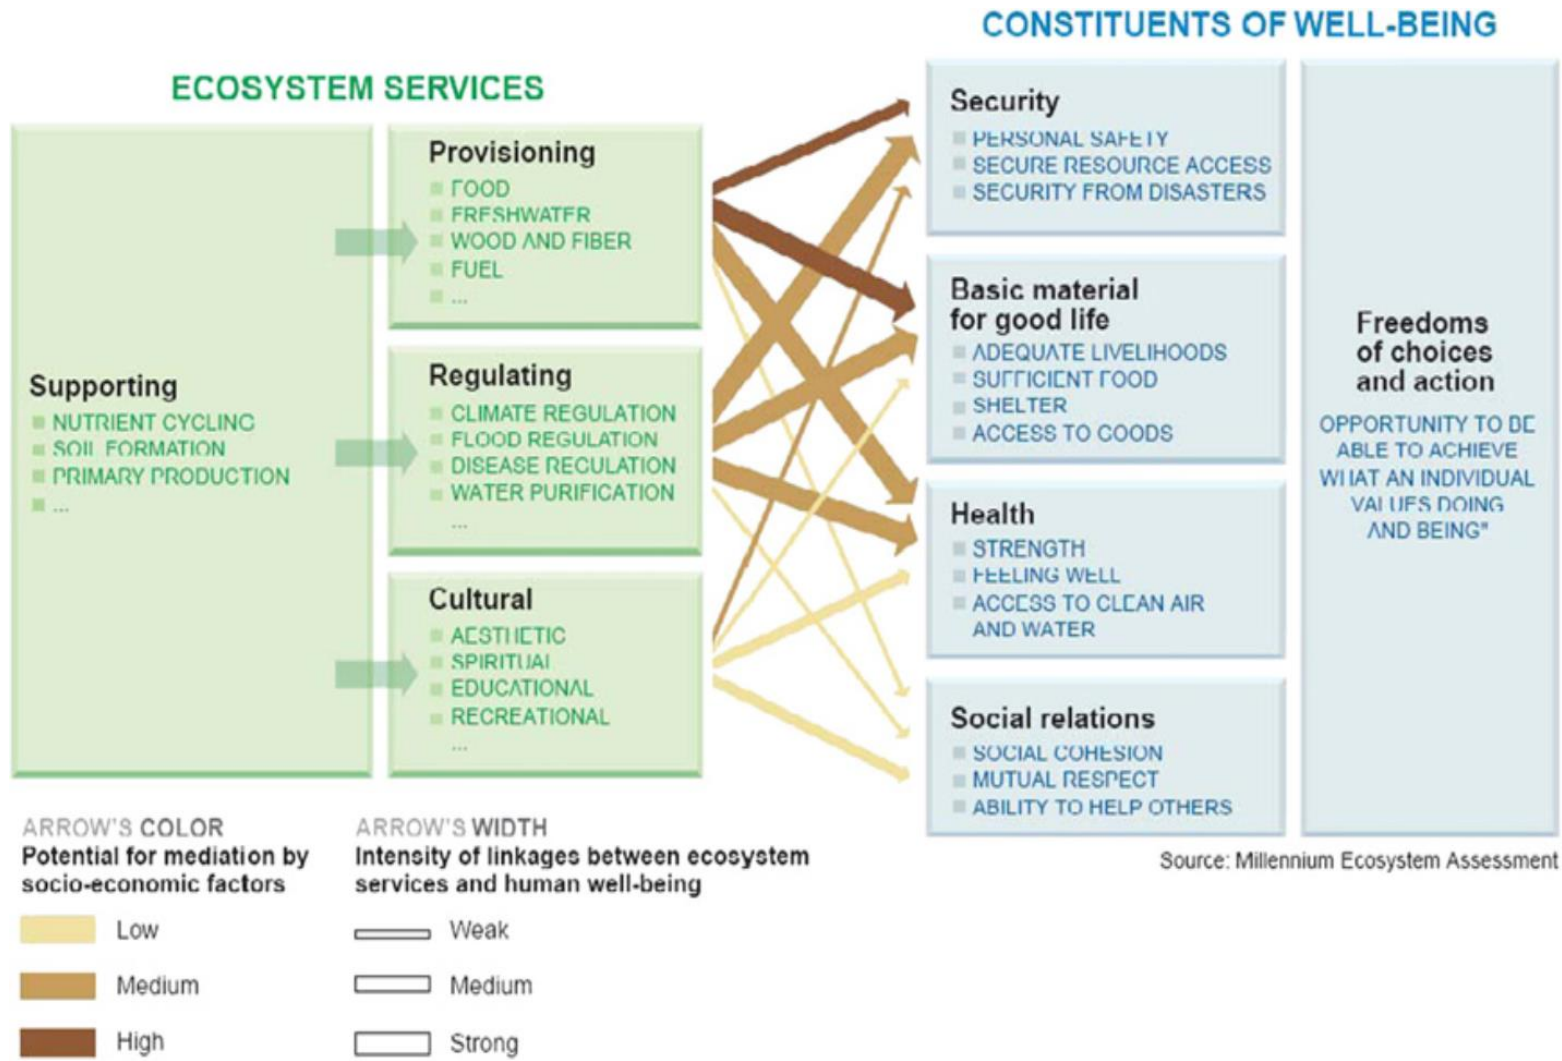 CONSTITUENTS OF WELL-BEING
ECOSYSTEM SERVICES
Supporting
NUTRIENT CYCLING
SOIL FORMATION
PRIMARY PRODUCTION
...
Provisioning
FOOD
FRESHWATER
WOOD AND FIBER
FUEL
...
Regulating
CLIMATE REGULATION
FLOOD REGULATION
DISEASE REGULATION
WATER PURIFICATION
...
Cultural
AESTHETIC
SPIRITUAL
EDUCATIONAL
RECREATIONAL
...
Security
PERSONAL SAFETY
SECURE RESOURCE ACCESS
SECURITY FROM DISASTERS
Basic material
for good life
ADEQUATE LIVELIHOODS
SUFFICIENT FOOD
SHELTER
ACCESS TO GOODS
Health
STRENGTH
FEELING WELL
ACCESS TO CLEAN AIR
AND WATER
Social relations
SOCIAL COHESION
MUTUAL RESPECT
ABILITY TO HELP OTHERS
Freedoms
of choices
and action
OPPORTUNITY TO BE
ABLE TO ACHIEVE
WHAT AN INDIVIDUAL
VALUES DOING
AND BEING"
Source: Millennium Ecosystem Assessment
ARROW'S COLOR
Potential for mediation by
socio-economic factors
Low
Medium
High
ARROW'S WIDTH
Intensity of linkages between ecosystem
services and human well-being
Weak
Medium
Strong